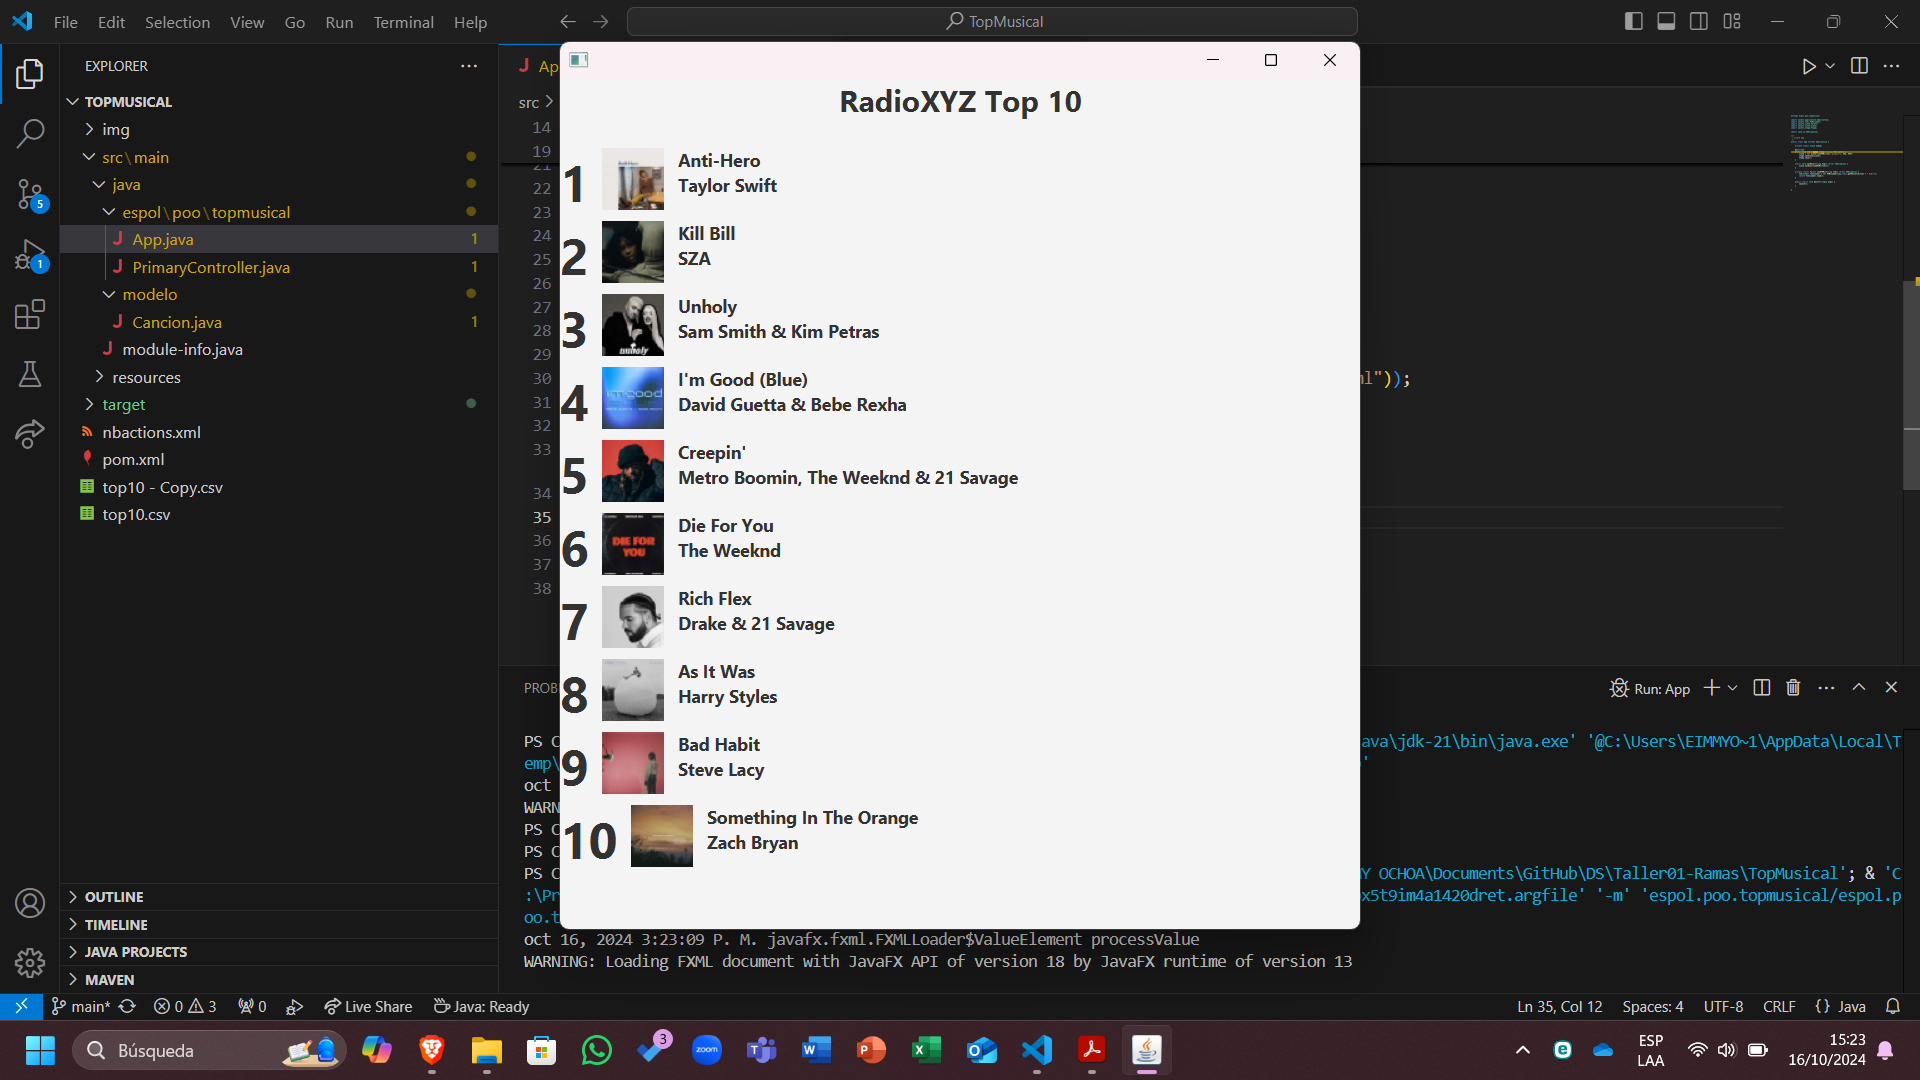 File Edit Selection View Go Run Terminal Help
TopMusical
EXPLORER
TOPMUSICAL
img
src\main
java
espol\poo\topmusical
J App.java 1
J PrimaryController.java 1
modelo
J Cancion.java 1
J module-info.java
resources
target
nbactions.xml
pom.xml
top10 - Copy.csv
top10.csv
OUTLINE
TIMELINE
JAVA PROJECTS
MAVEN
5
1
J Ap
src >
14
19
21
22
23
24
25
26
27
28
29
30
31
32
33
34
35
36
37
38
l"));
RadioXYZ Top 10
1
Anti-Hero
Taylor Swift
2
Kill Bill
SZA
3
Unholy
Sam Smith & Kim Petras
unholy
4
I'm Good (Blue)
David Guetta & Bebe Rexha
i'm good
5
Creepin'
Metro Boomin, The Weeknd & 21 Savage
6
Die For You
The Weeknd
DIE FOR
YOU
7
Rich Flex
Drake & 21 Savage
8
As It Was
Harry Styles
9
Bad Habit
Steve Lacy
10
Something In The Orange
Zach Bryan
PROB
Run: App
PS C
ava\jdk-21\bin\java.exe' '@C:\Users\EIMMYO~1\AppData\Local\T
emp\
'
oct
WARN
PS C
PS C
PS C
Y OCHOA\Documents\GitHub\DS\Taller01-Ramas\TopMusical'; & 'C
:\Pr
x5t9im4a1420dret.argfile' '-m' 'espol.poo.topmusical/espol.p
oo.t
oct 16, 2024 3:23:09 P. M. javafx.fxml.FXMLLoader$ValueElement processValue
WARNING: Loading FXML document with JavaFX API of version 18 by JavaFX runtime of version 13
main* 0 3 0 Live Share Java: Ready
Ln 35, Col 12 Spaces: 4 UTF-8 CRLF {} Java
Búsqueda
3
zoom
ESP
LAA
15:23
16/10/2024